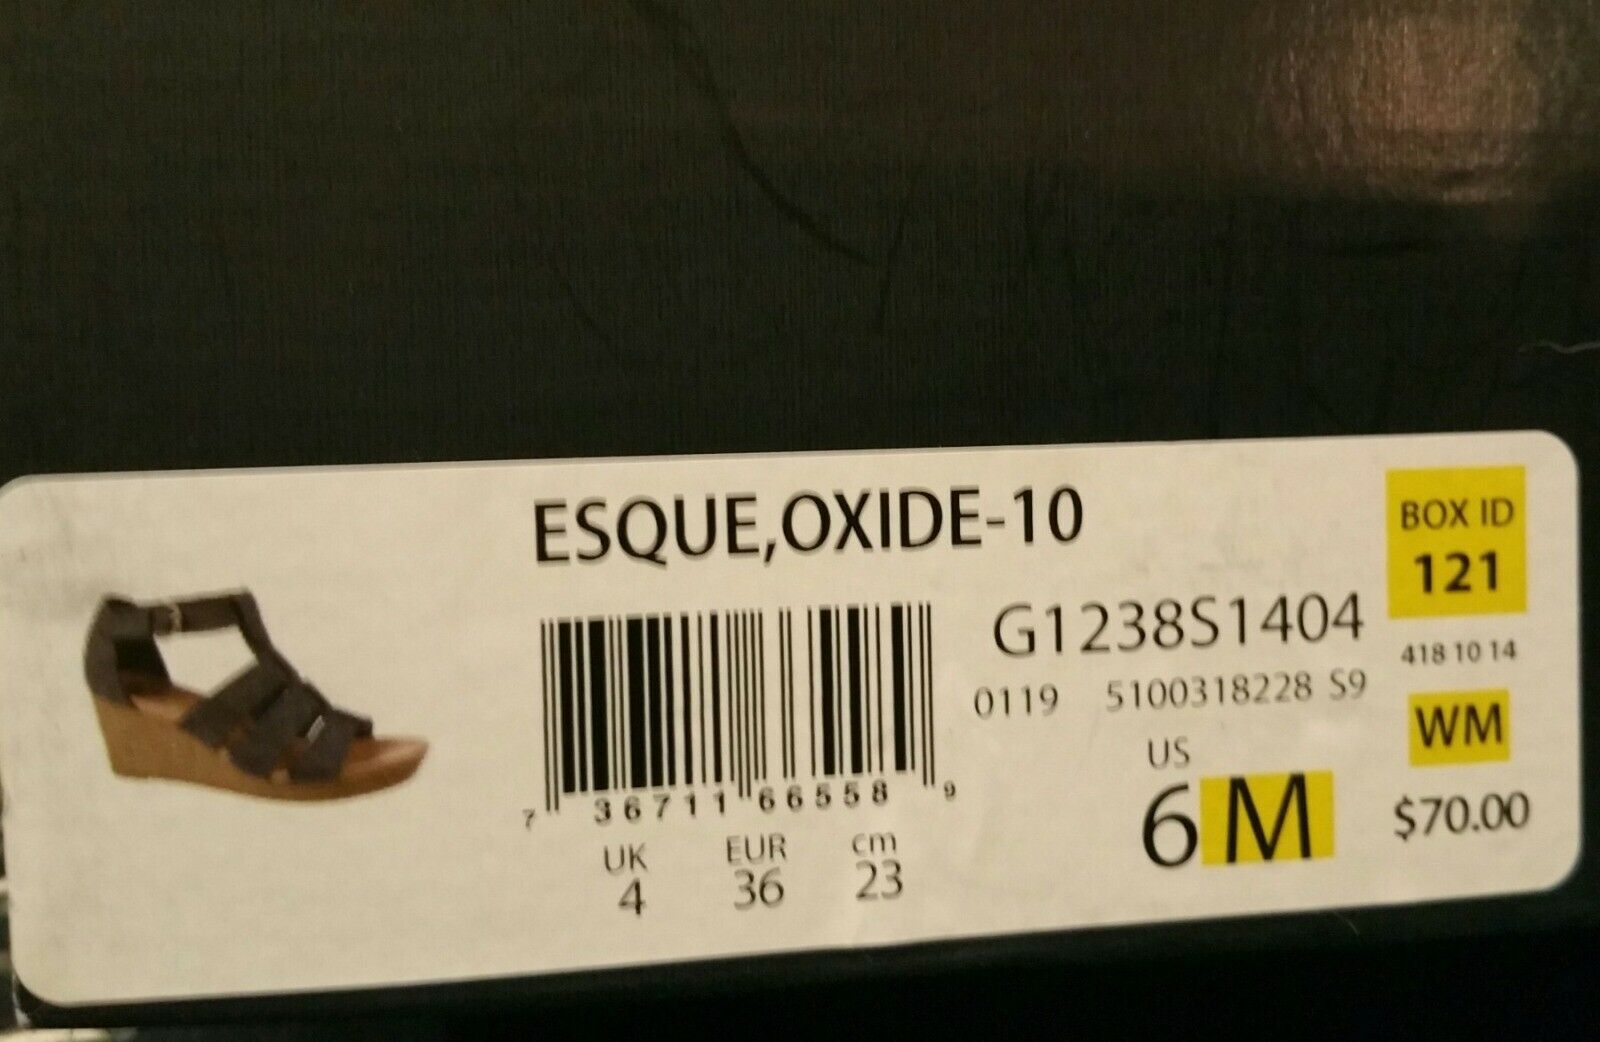 ESQUE,OXIDE-10
BOX ID
121
G1238S1404
418 10 14
0119 5100318228 S9
WM
US
6 M
$70.00
7 36711 66558 9
UK EUR cm
4 36 23